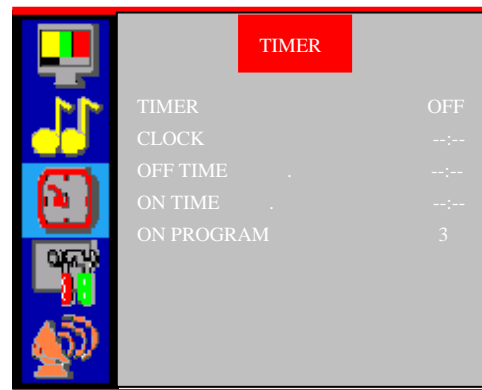 TIMER
TIMER OFF
CLOCK --:--
OFF TIME . --:--
ON TIME . --:--
ON PROGRAM 3